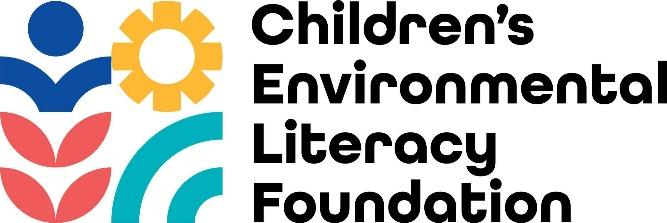 Children's
Environmental
Literacy
Foundation